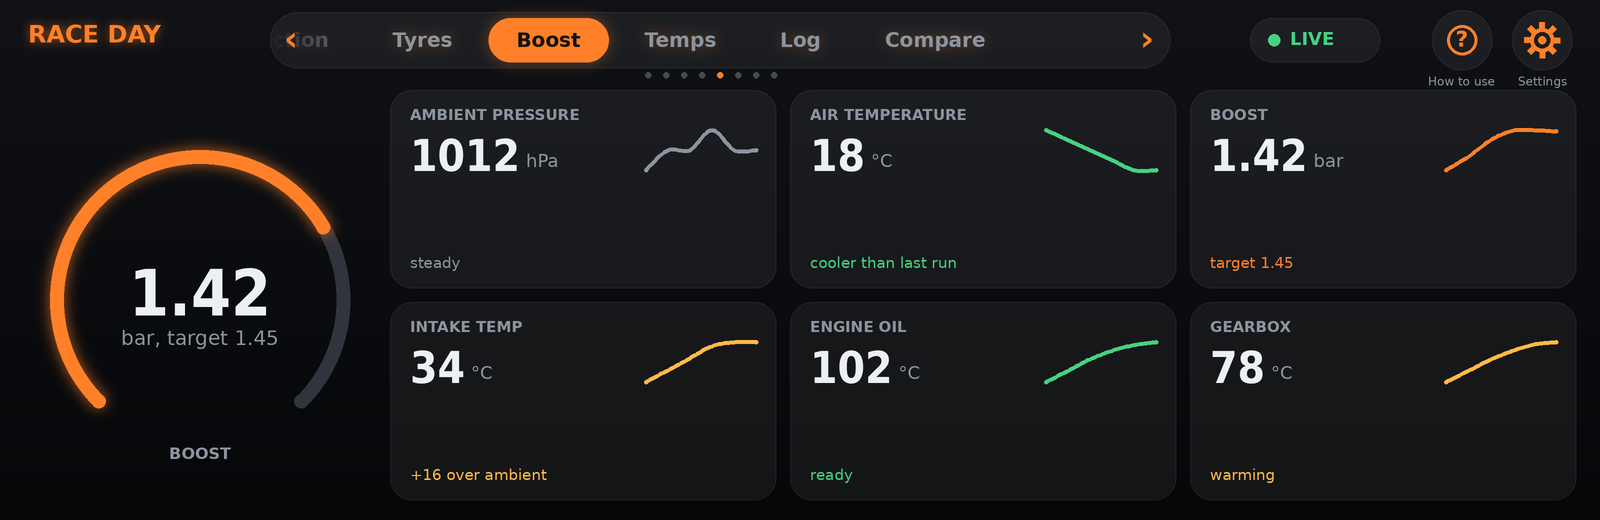 RACE DAY
‹ Tyres Boost Temps Log Compare ›
LIVE
?
How to use
Settings
1.42
bar, target 1.45
BOOST
AMBIENT PRESSURE
1012 hPa
steady
AIR TEMPERATURE
18 °C
cooler than last run
BOOST
1.42 bar
target 1.45
INTAKE TEMP
34 °C
+16 over ambient
ENGINE OIL
102 °C
ready
GEARBOX
78 °C
warming